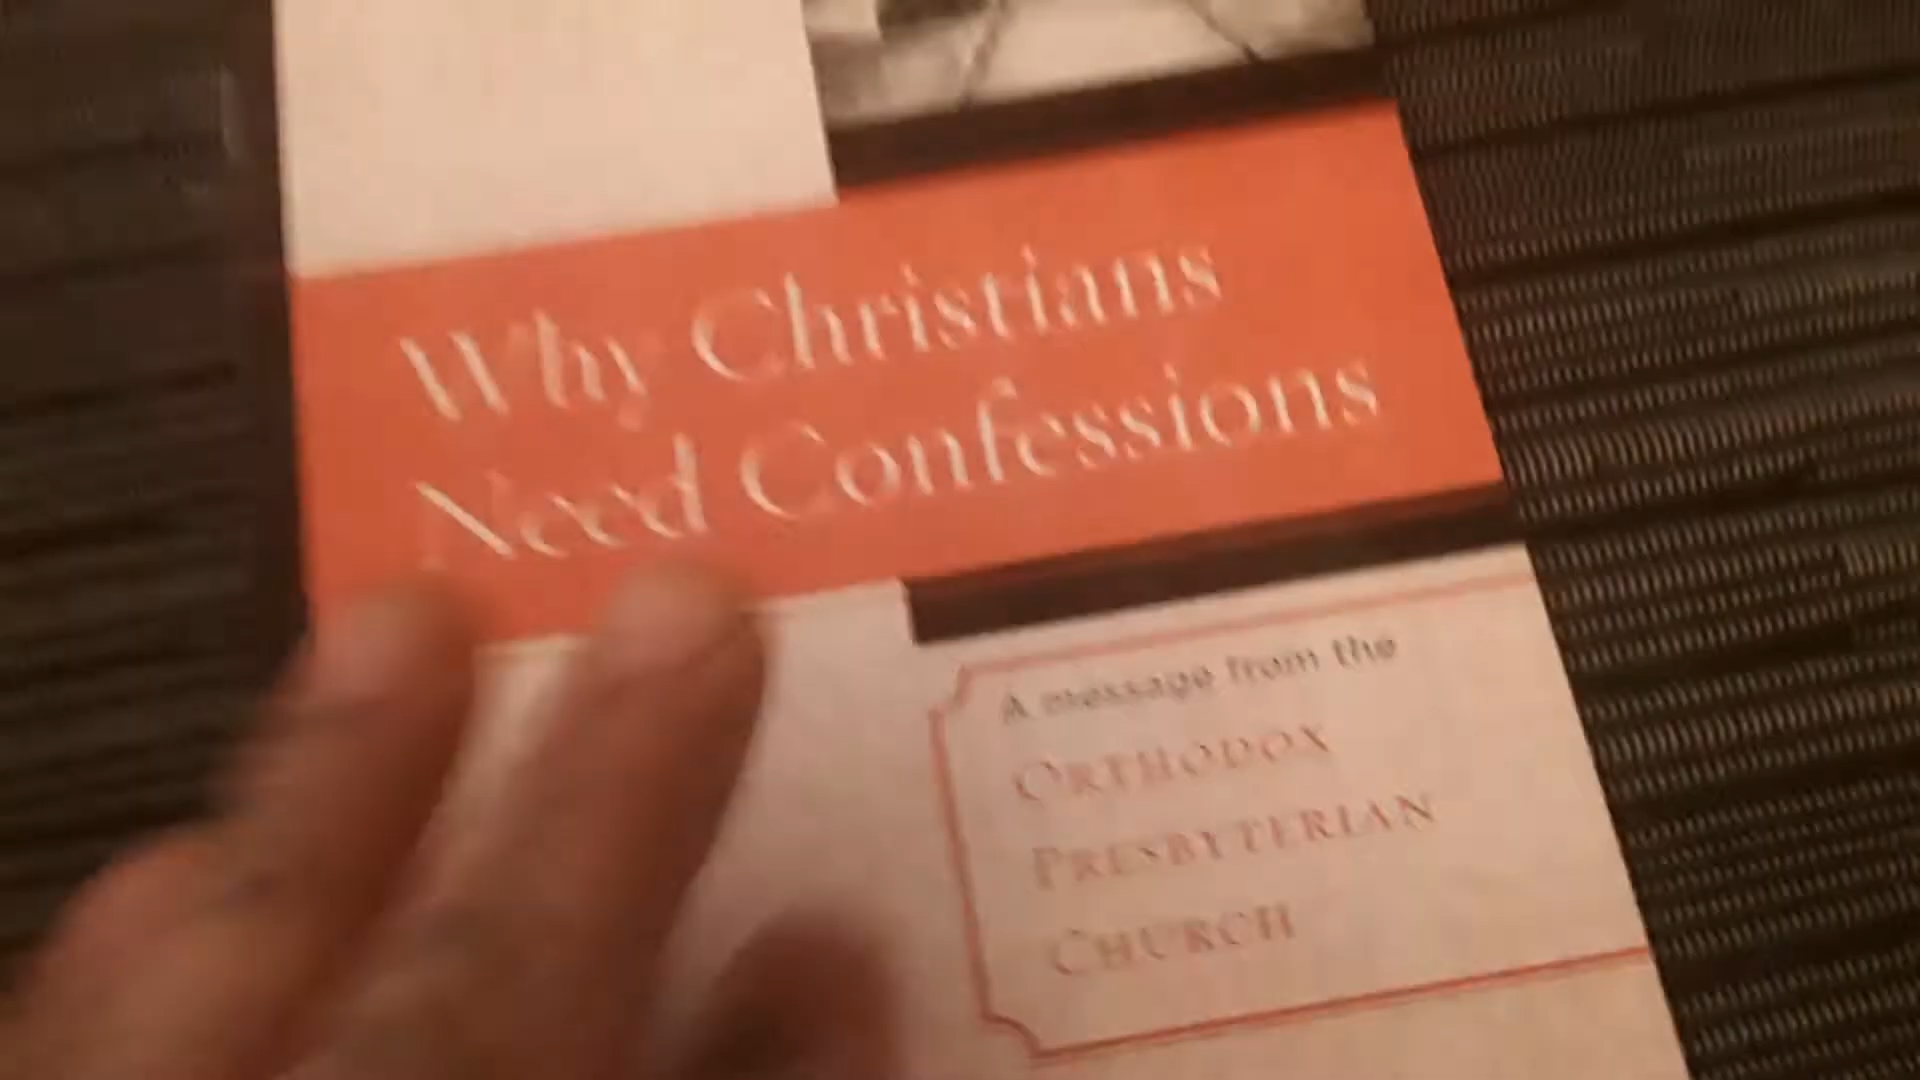 Why Christians
Need Confessions
A message from the
ORTHODOX
PRESBYTERIAN
CHURCH